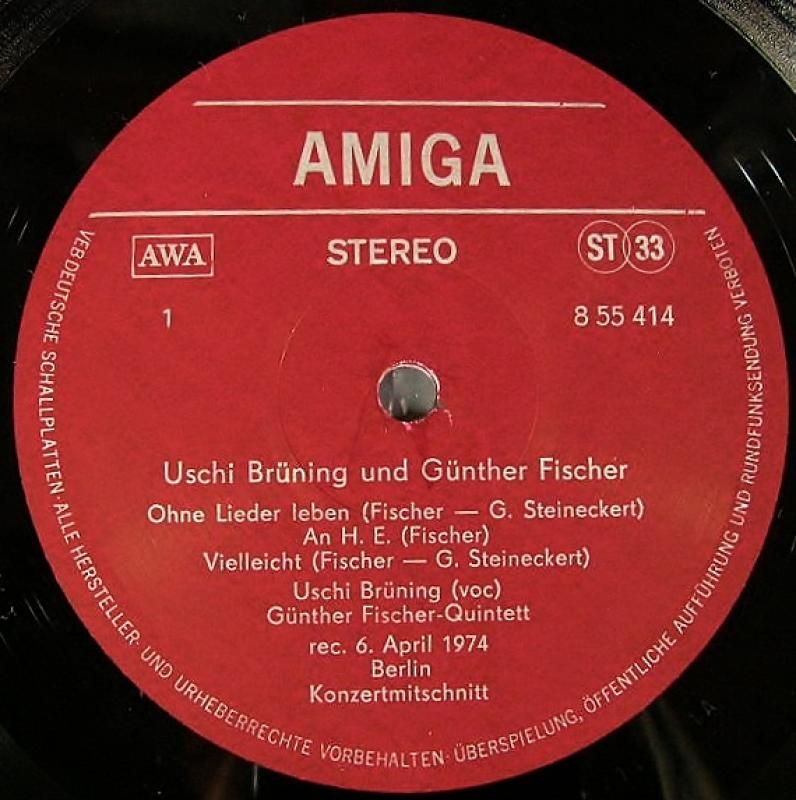 AMIGA
AWA
STEREO
ST 33
1
8 55 414
Uschi Brüning und Günther Fischer
Ohne Lieder leben (Fischer — G. Steineckert)
An H. E. (Fischer)
Vielleicht (Fischer — G. Steineckert)
Uschi Brüning (voc)
Günther Fischer-Quintett
rec. 6. April 1974
Berlin
Konzertmitschnitt
VEB DEUTSCHE SCHALLPLATTEN · ALLE HERSTELLER- UND URHEBERRECHTE VORBEHALTEN · ÜBERSPIELUNG, ÖFFENTLICHE AUFFÜHRUNG UND RUNDFUNKSENDUNG VERBOTEN